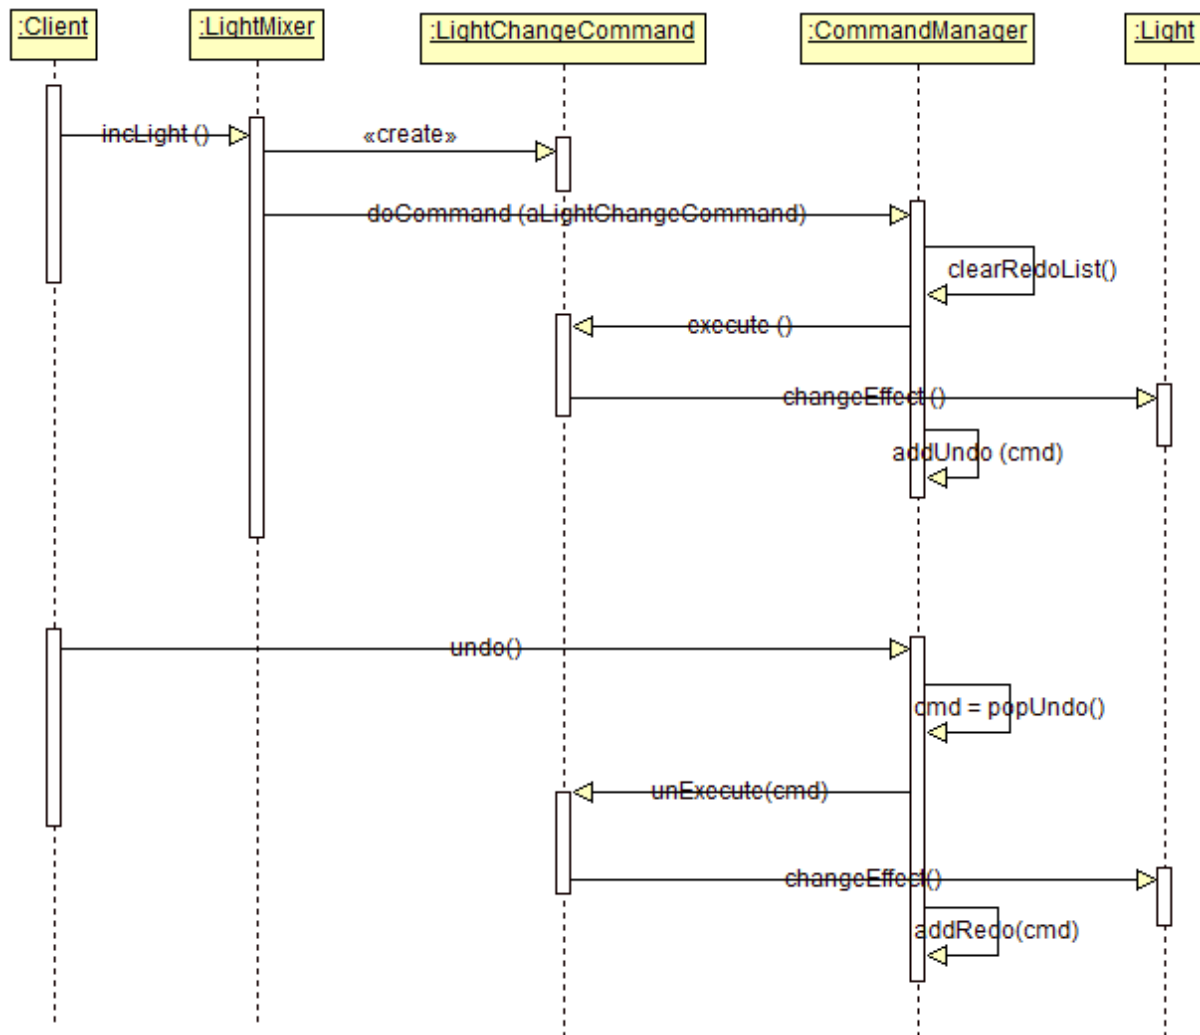 :Client
:LightMixer
:LightChangeCommand
:CommandManager
:Light
incLight ()
«create»
doCommand (aLightChangeCommand)
clearRedoList()
execute ()
changeEffect ()
addUndo (cmd)
undo()
cmd = popUndo()
unExecute(cmd)
changeEffect()
addRedo(cmd)